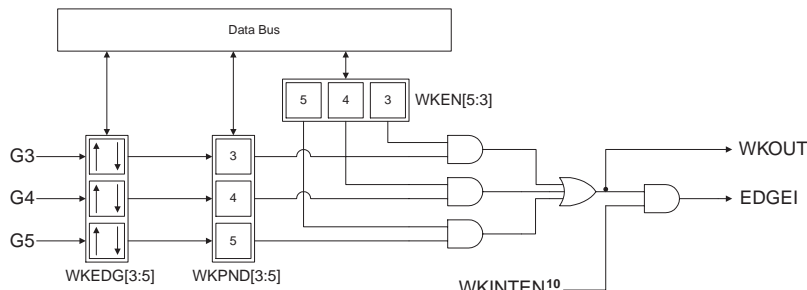 Data Bus
5 4 3 WKEN[5:3]
G3 3 WKOUT
G4 4 EDGEI
G5 5
WKEDG[3:5] WKPND[3:5]
WKINTEN10